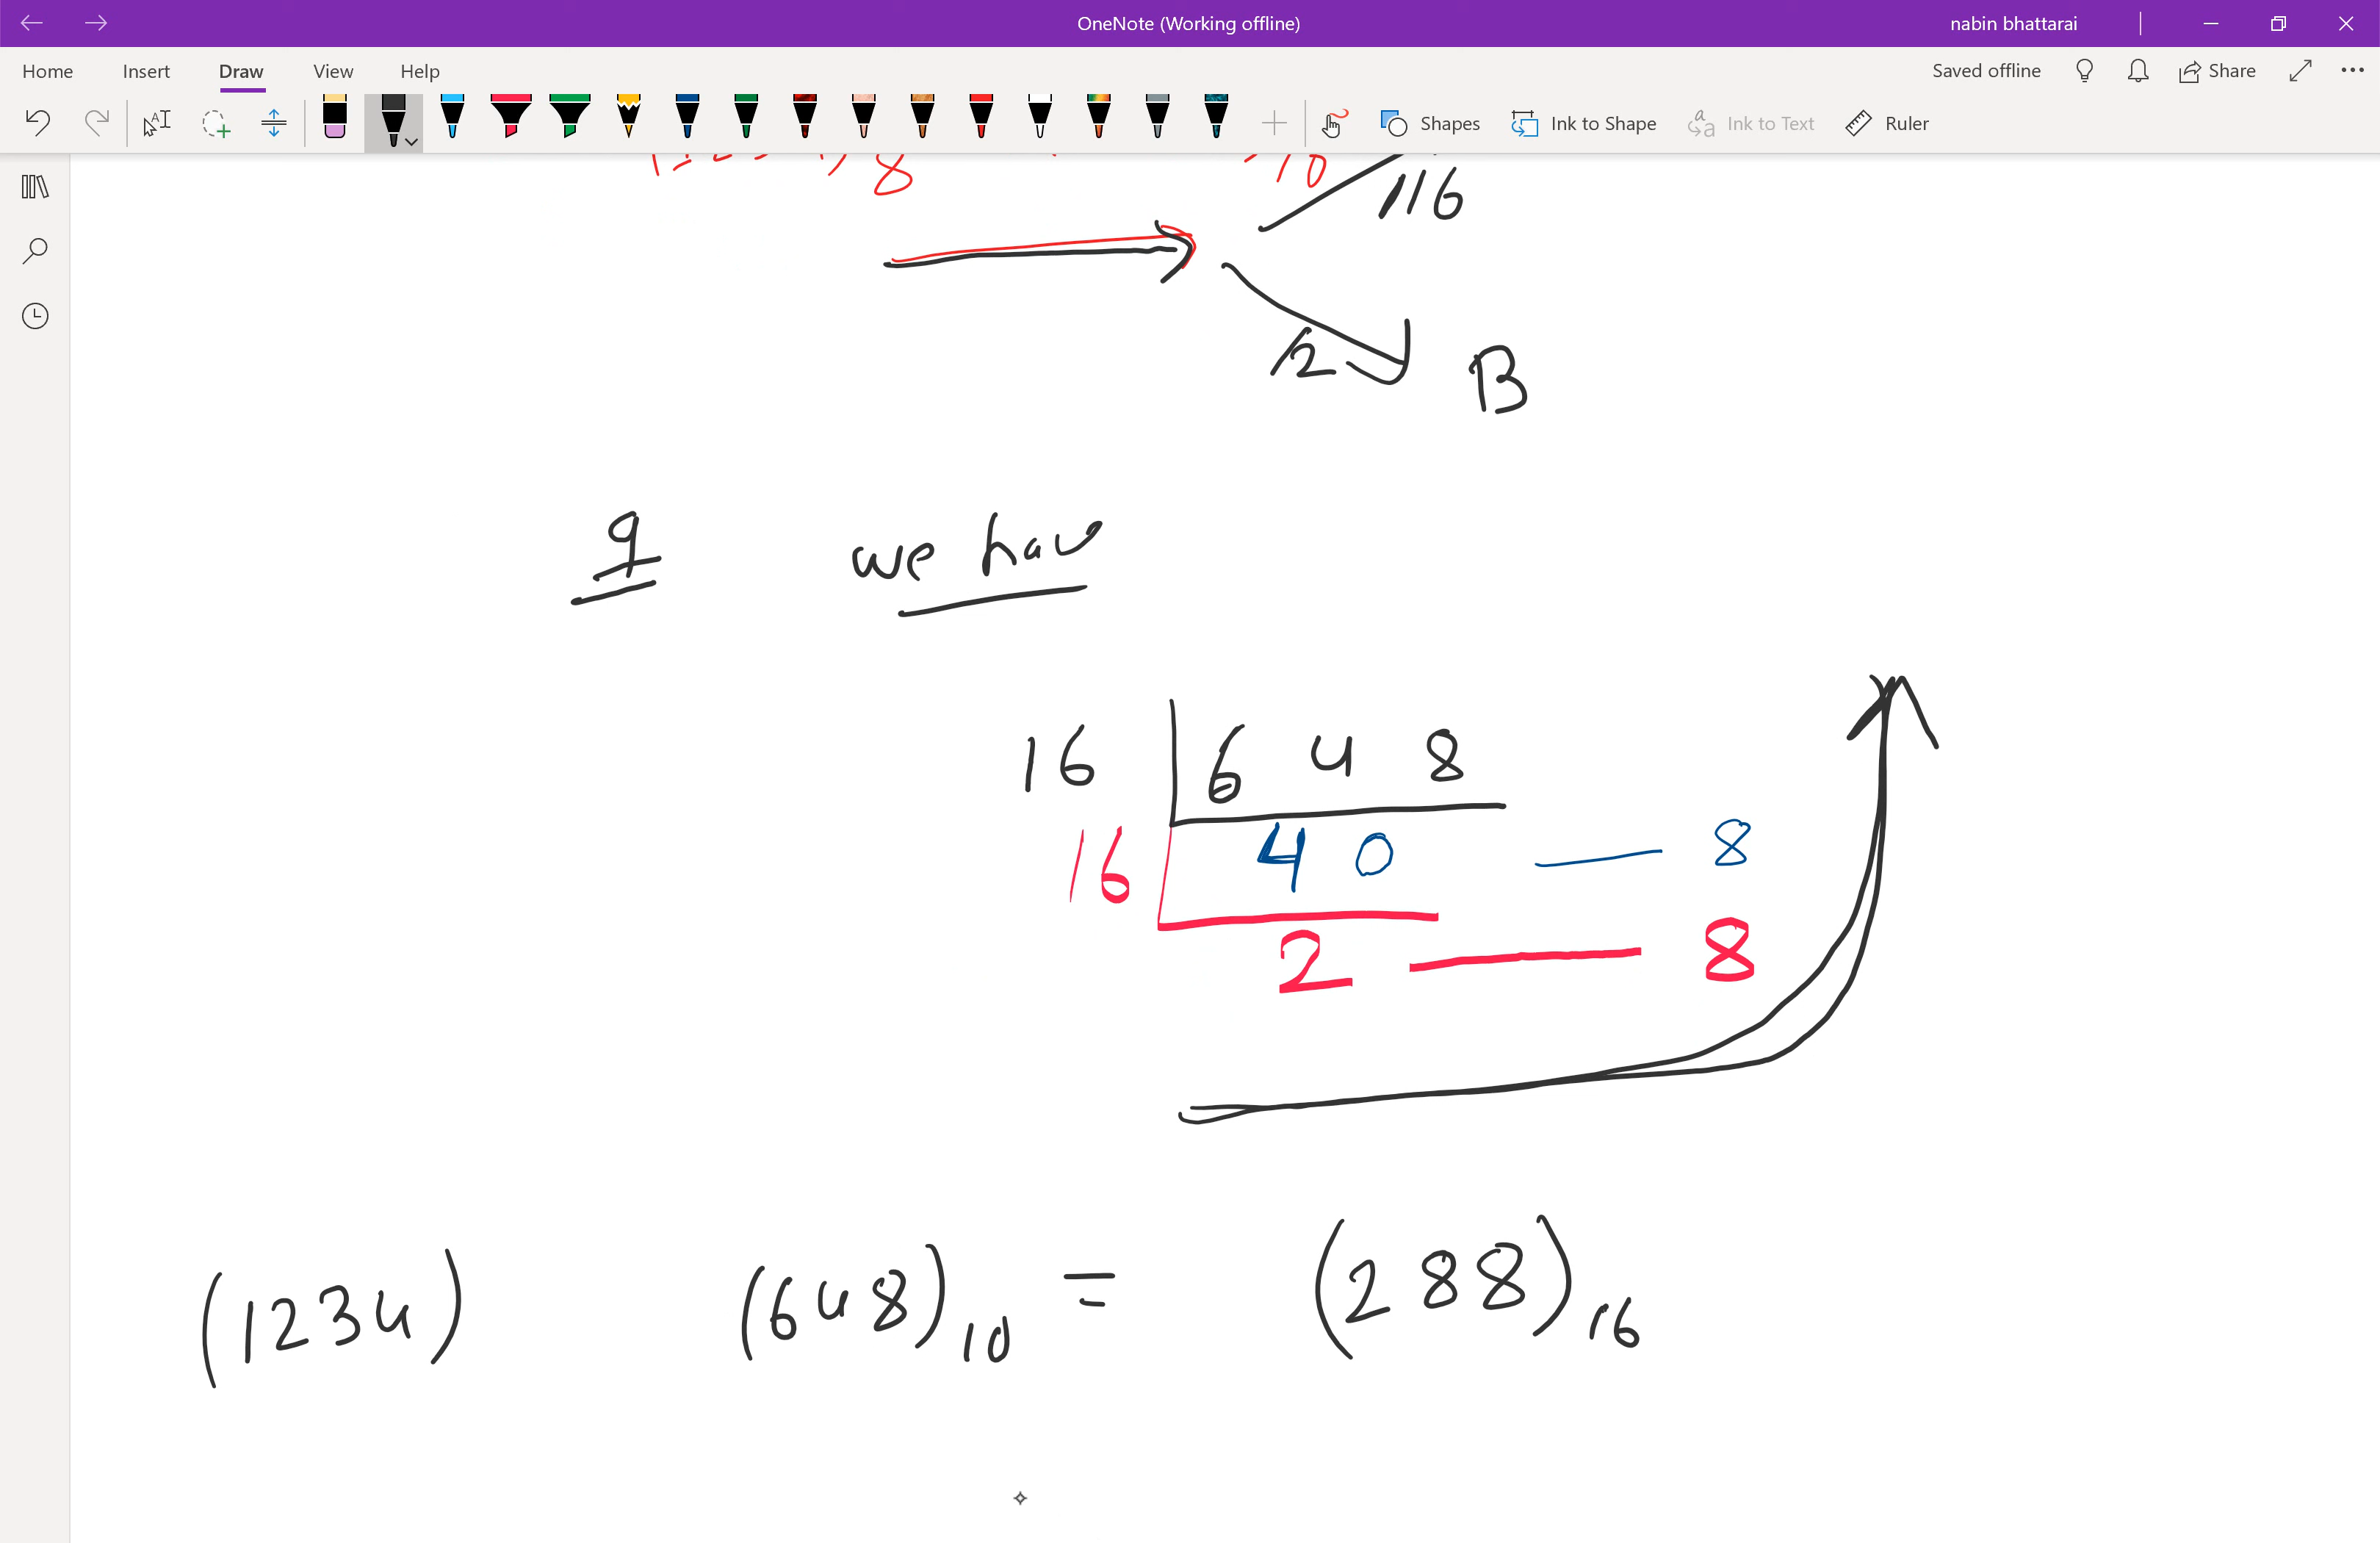 OneNote (Working offline) nabin bhattarai
Home Insert Draw View Help Saved offline Share
Shapes Ink to Shape Ink to Text Ruler
8 10
116
12 B
9 we hav
16 6 4 8
16 4 0 — 8
2 — 8
(1234) (648)10 = (288)16